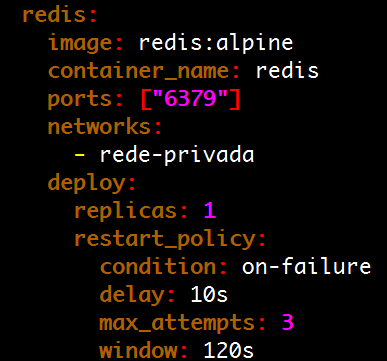 redis:
  image: redis:alpine
  container_name: redis
  ports: ["6379"]
  networks:
    - rede-privada
  deploy:
    replicas: 1
    restart_policy:
      condition: on-failure
      delay: 10s
      max_attempts: 3
      window: 120s